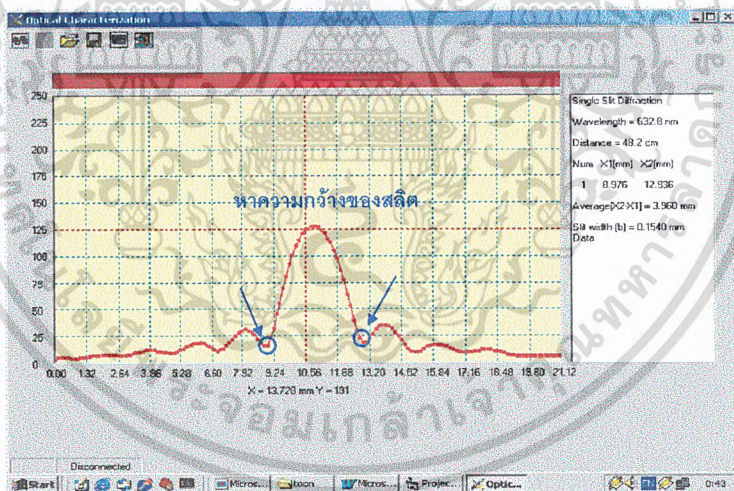 Optical Characterization
Single Slit Diffraction
Wavelength = 632.8 nm
Distance = 48.2 cm
Num X1(mm) X2(mm)
1 8.976 12.936
Average[X2-X1] = 3.960 mm
Slit width (b) = 0.1540 mm
Data
250
225
200
175
150
125
100
75
50
25
0
หาความกว้างของสลิต
0.00 1.32 2.64 3.96 5.28 6.60 7.92 9.24 10.56 11.88 13.20 14.52 15.84 17.16 18.48 19.80 21.12
X = 13.728 mm Y = 191
Disconnected
Start Micros... toon Micros... Projec... Optic... EN 0:43